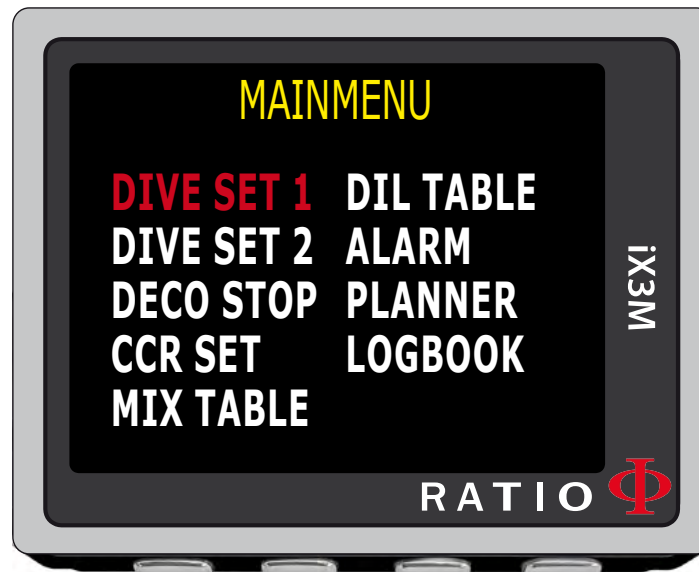 MAINMENU
DIVE SET 1
DIVE SET 2
DECO STOP
CCR SET
MIX TABLE
DIL TABLE
ALARM
PLANNER
LOGBOOK
iX3M
RATIO